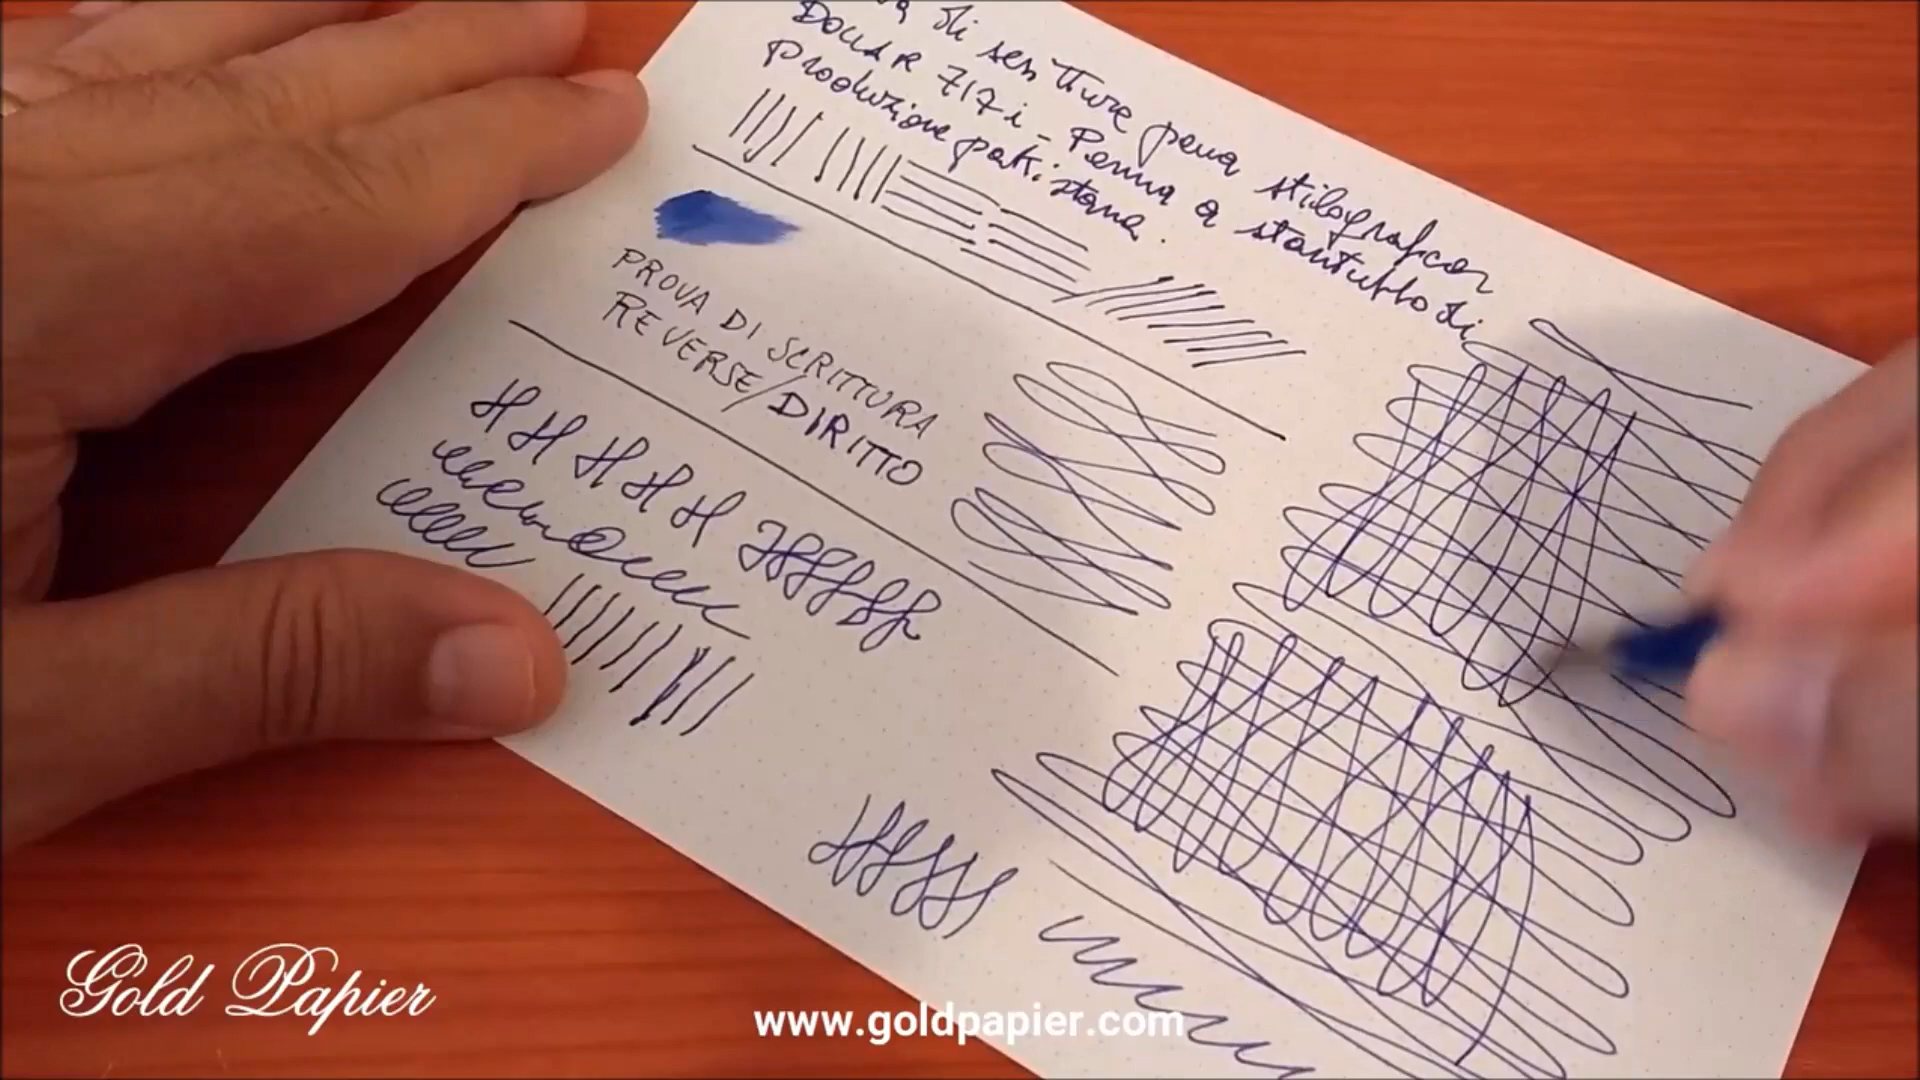 di scrittura penna stilografica
DOLLAR 717i - Penna a stantuffo di
produzione pakistana.
PROVA DI SCRITTURA
REVERSE/DIRITTO
Gold Papier
www.goldpapier.com